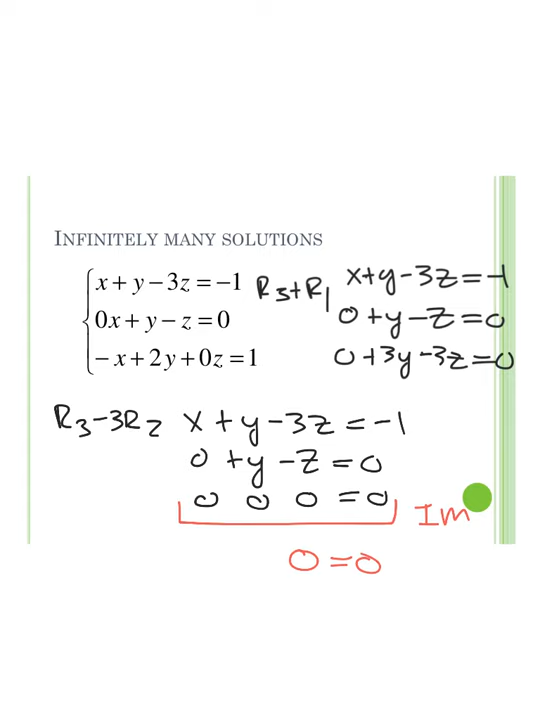 INFINITELY MANY SOLUTIONS
x + y − 3z = −1
0x + y − z = 0
− x + 2y + 0z = 1
R3+R1
x+y-3z=-1
0+y-z=0
0+3y-3z=0
R3-3R2
x+y-3z=-1
0+y-z=0
0 0 0=0
Im
0=0